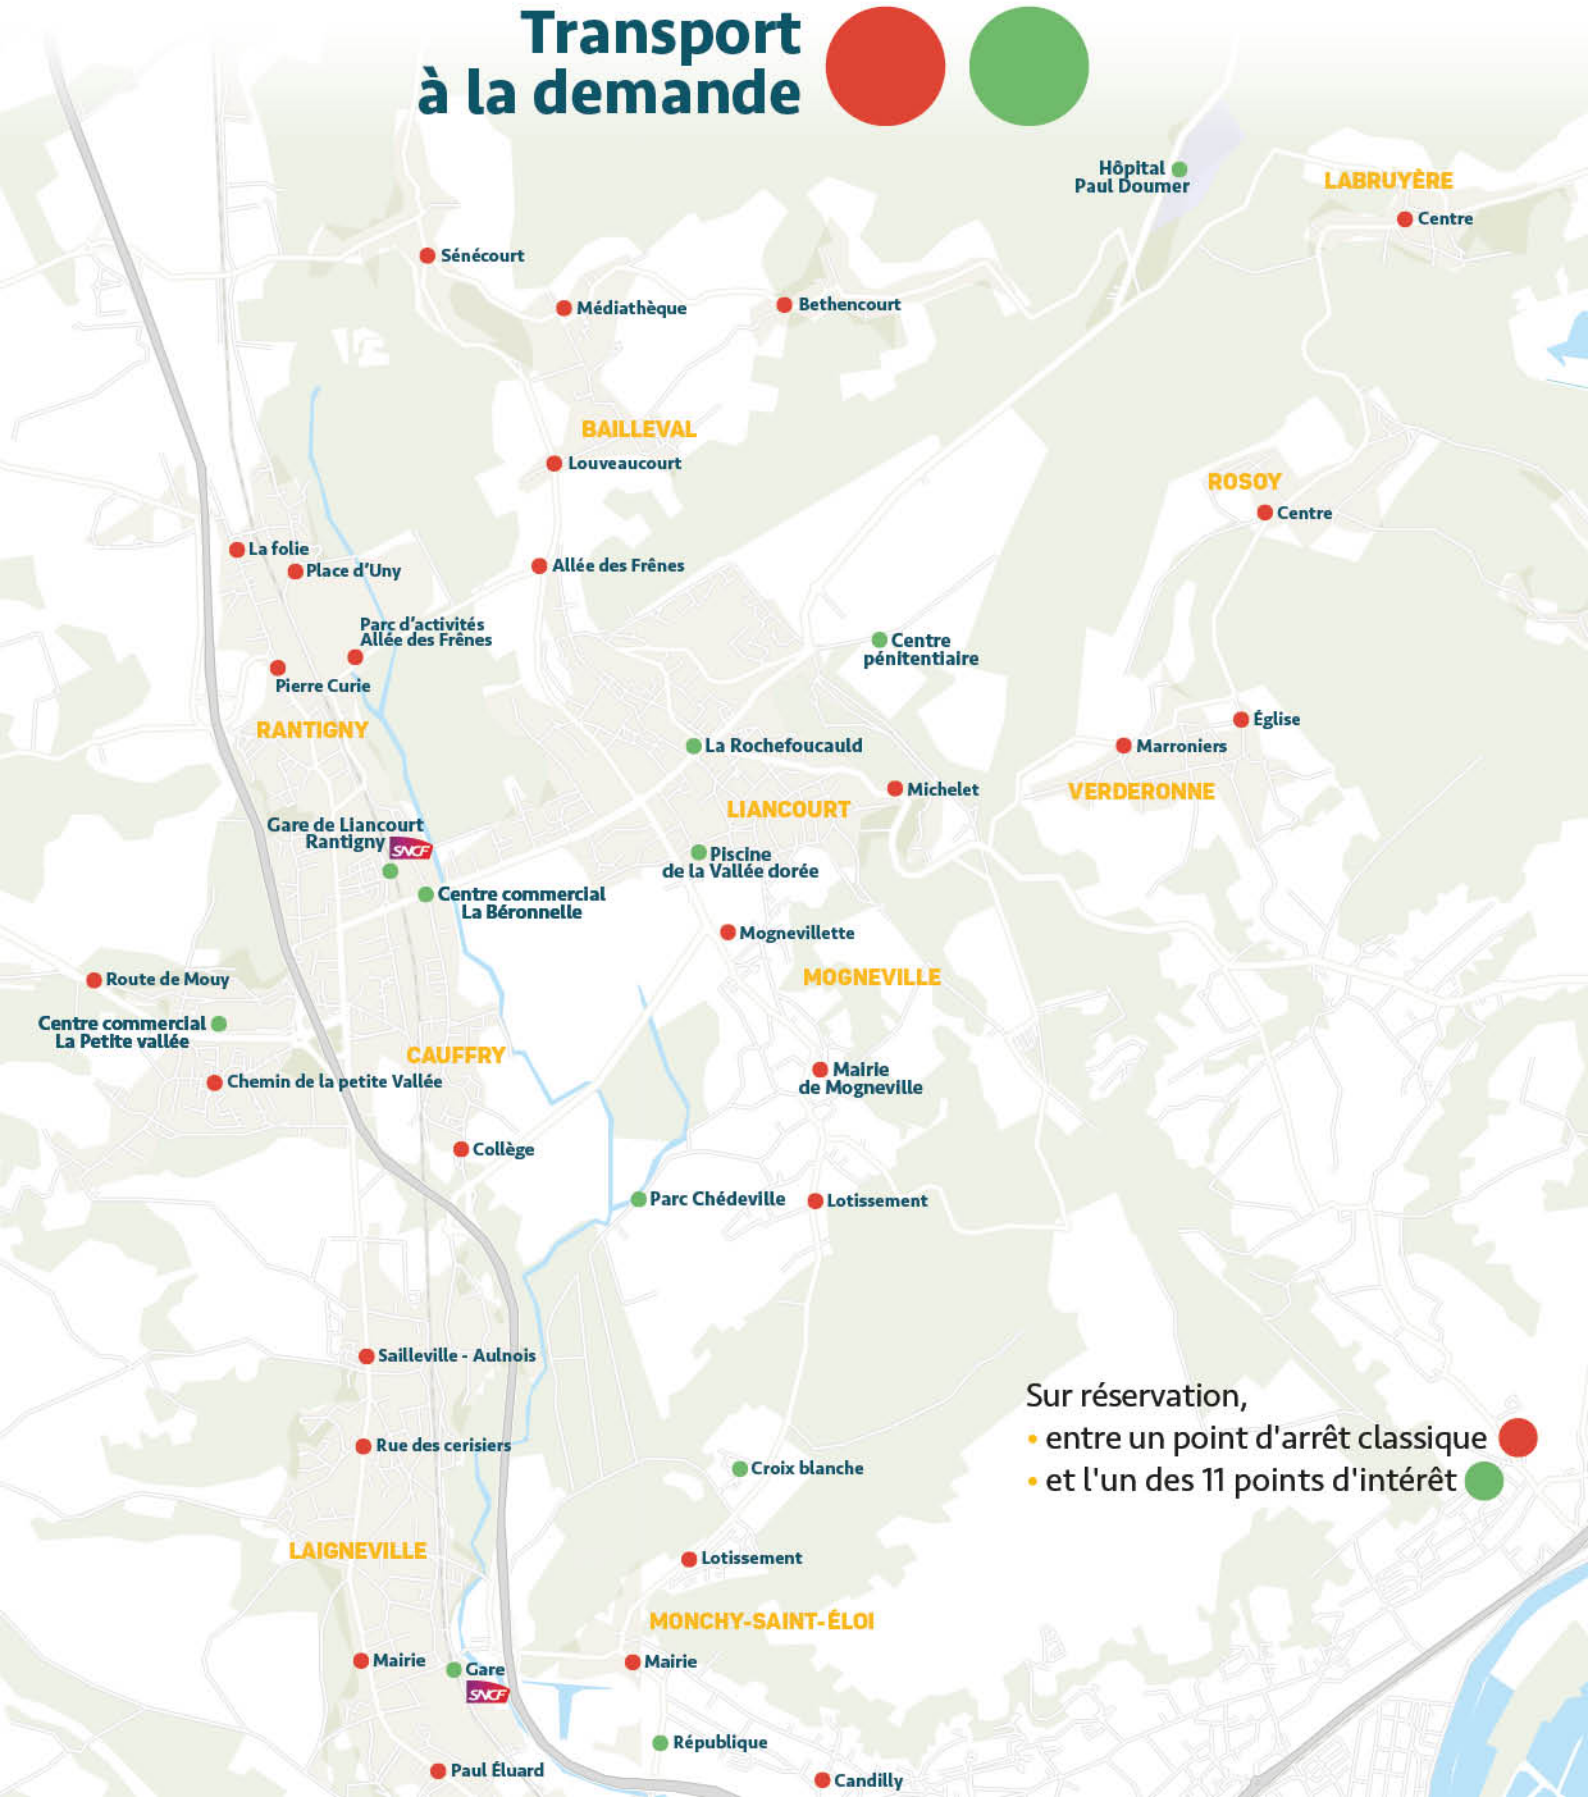 Transport
à la demande
Hôpital
Paul Doumer
LABRUYÈRE
Centre
Sénécourt
Médiathèque
Bethencourt
BAILLEVAL
Louveaucourt
ROSOY
Centre
La folie
Place d'Uny
Allée des Frênes
Parc d'activités
Allée des Frênes
Pierre Curie
Centre
pénitentiaire
RANTIGNY
Église
La Rochefoucauld
Marroniers
Michelet
VERDERONNE
LIANCOURT
Gare de Liancourt
Rantigny
SNCF
Piscine
de la Vallée dorée
Centre commercial
La Béronnelle
Mognevillette
MOGNEVILLE
Route de Mouy
Centre commercial
La Petite vallée
CAUFFRY
Chemin de la petite Vallée
Mairie
de Mogneville
Collège
Parc Chédeville
Lotissement
Sailleville - Aulnois
Sur réservation,
• entre un point d'arrêt classique
• et l'un des 11 points d'intérêt
Rue des cerisiers
Croix blanche
LAIGNEVILLE
Lotissement
MONCHY-SAINT-ÉLOI
Mairie
Gare
SNCF
Mairie
République
Paul Éluard
Candilly